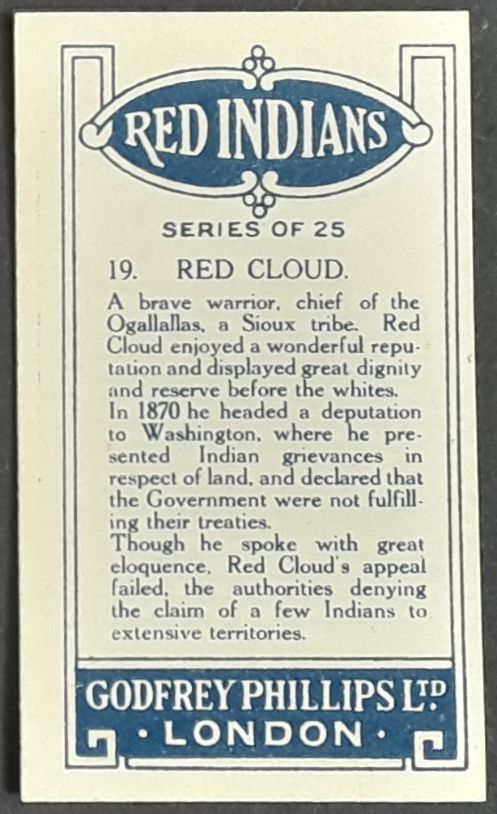 RED INDIANS
SERIES OF 25
19. RED CLOUD.
A brave warrior, chief of the
Ogallallas, a Sioux tribe. Red
Cloud enjoyed a wonderful repu-
tation and displayed great dignity
and reserve before the whites.
In 1870 he headed a deputation
to Washington, where he pre-
sented Indian grievances in
respect of land, and declared that
the Government were not fulfill-
ing their treaties.
Though he spoke with great
eloquence, Red Cloud's appeal
failed, the authorities denying
the claim of a few Indians to
extensive territories.
GODFREY PHILLIPS LTD.
· LONDON ·